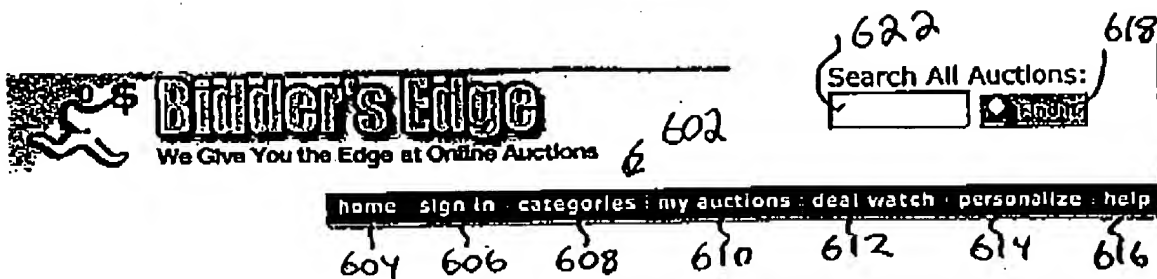 622 618
Search All Auctions:
Bidder's Edge
We Give You the Edge at Online Auctions
602
home sign in categories my auctions deal watch personalize help
604 606 608 610 612 614 616